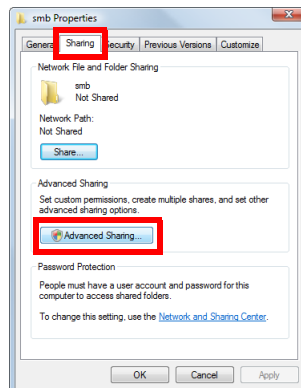 smb Properties
General Sharing Security Previous Versions Customize
Network File and Folder Sharing
smb
Not Shared
Network Path:
Not Shared
Share...
Advanced Sharing
Set custom permissions, create multiple shares, and set other
advanced sharing options.
Advanced Sharing...
Password Protection
People must have a user account and password for this
computer to access shared folders.
To change this setting, use the Network and Sharing Center.
OK Cancel Apply